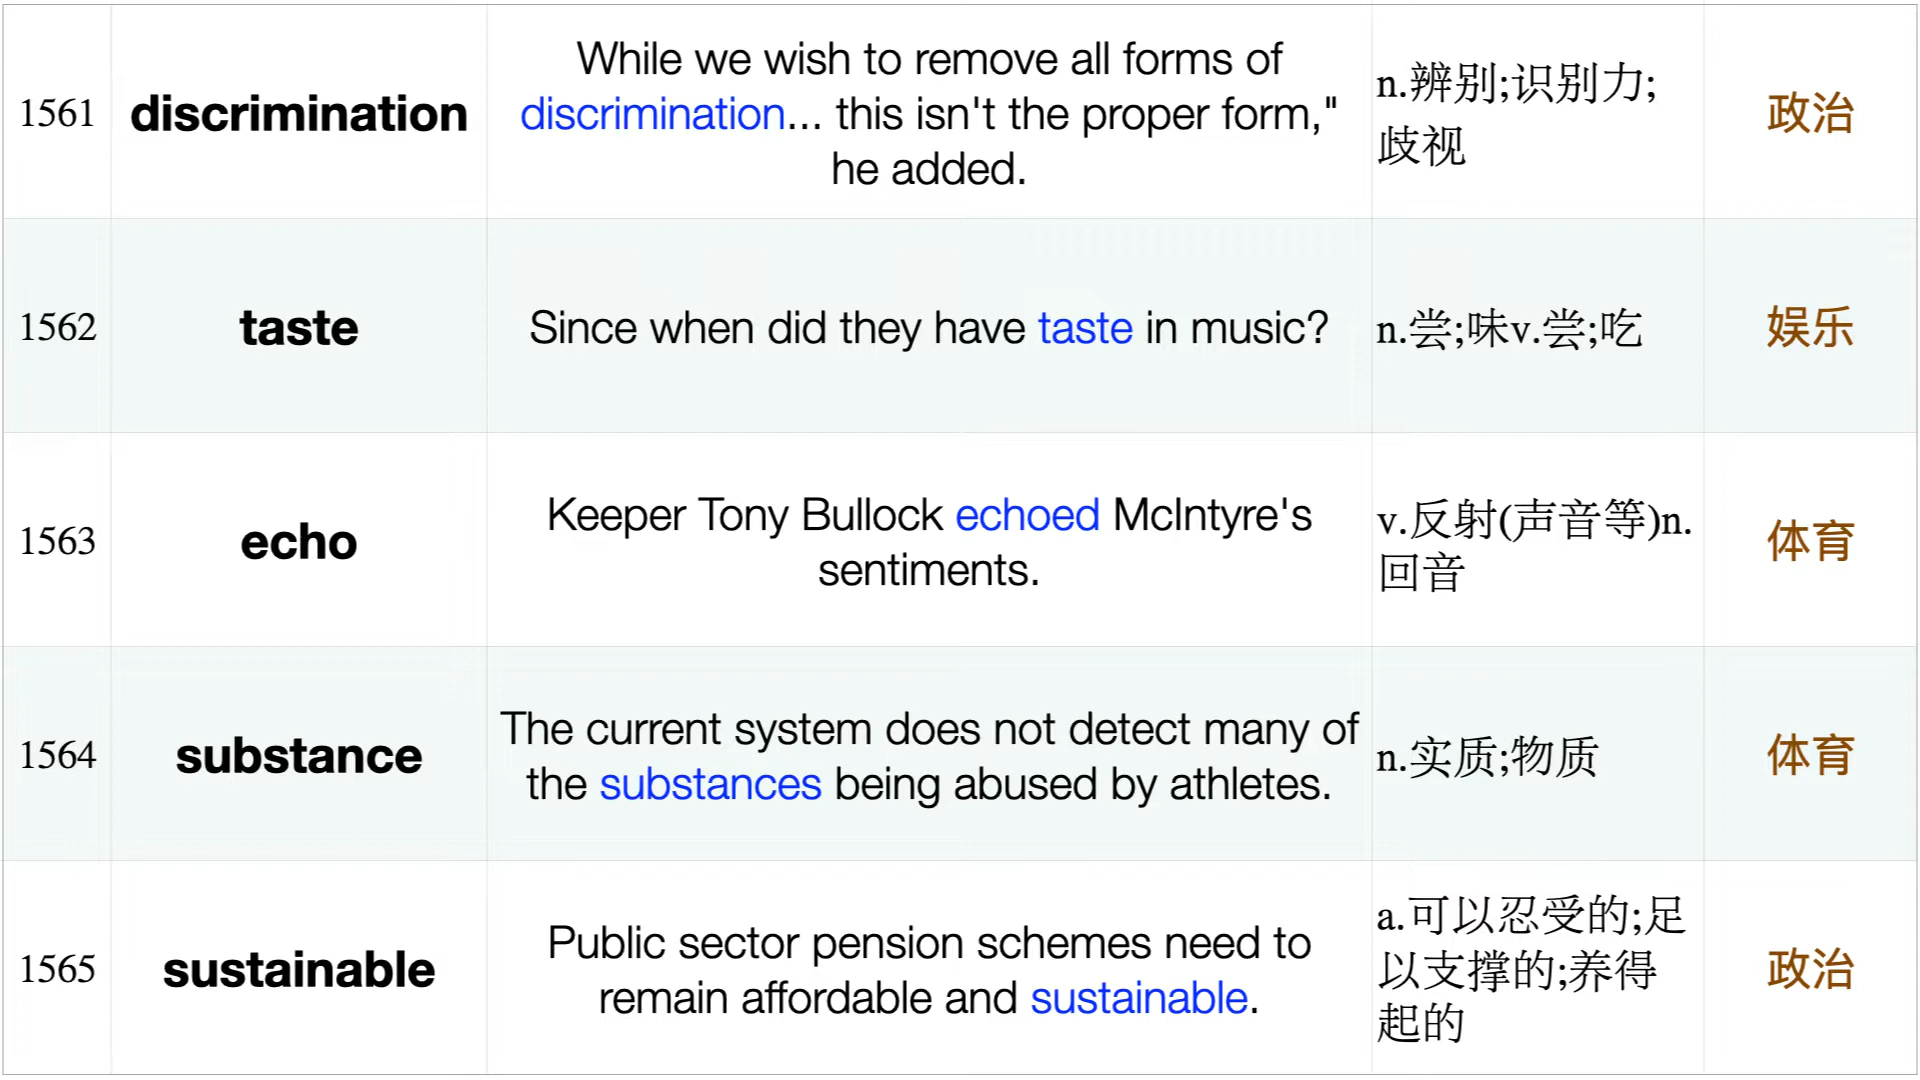 1561
discrimination
While we wish to remove all forms of
discrimination... this isn't the proper form,"
he added.
n.辨别;识别力;
歧视
政治
1562
taste
Since when did they have taste in music?
n.尝;味v.尝;吃
娱乐
1563
echo
Keeper Tony Bullock echoed McIntyre's
sentiments.
v.反射(声音等)n.
回音
体育
1564
substance
The current system does not detect many of
the substances being abused by athletes.
n.实质;物质
体育
1565
sustainable
Public sector pension schemes need to
remain affordable and sustainable.
a.可以忍受的;足
以支撑的;养得
起的
政治